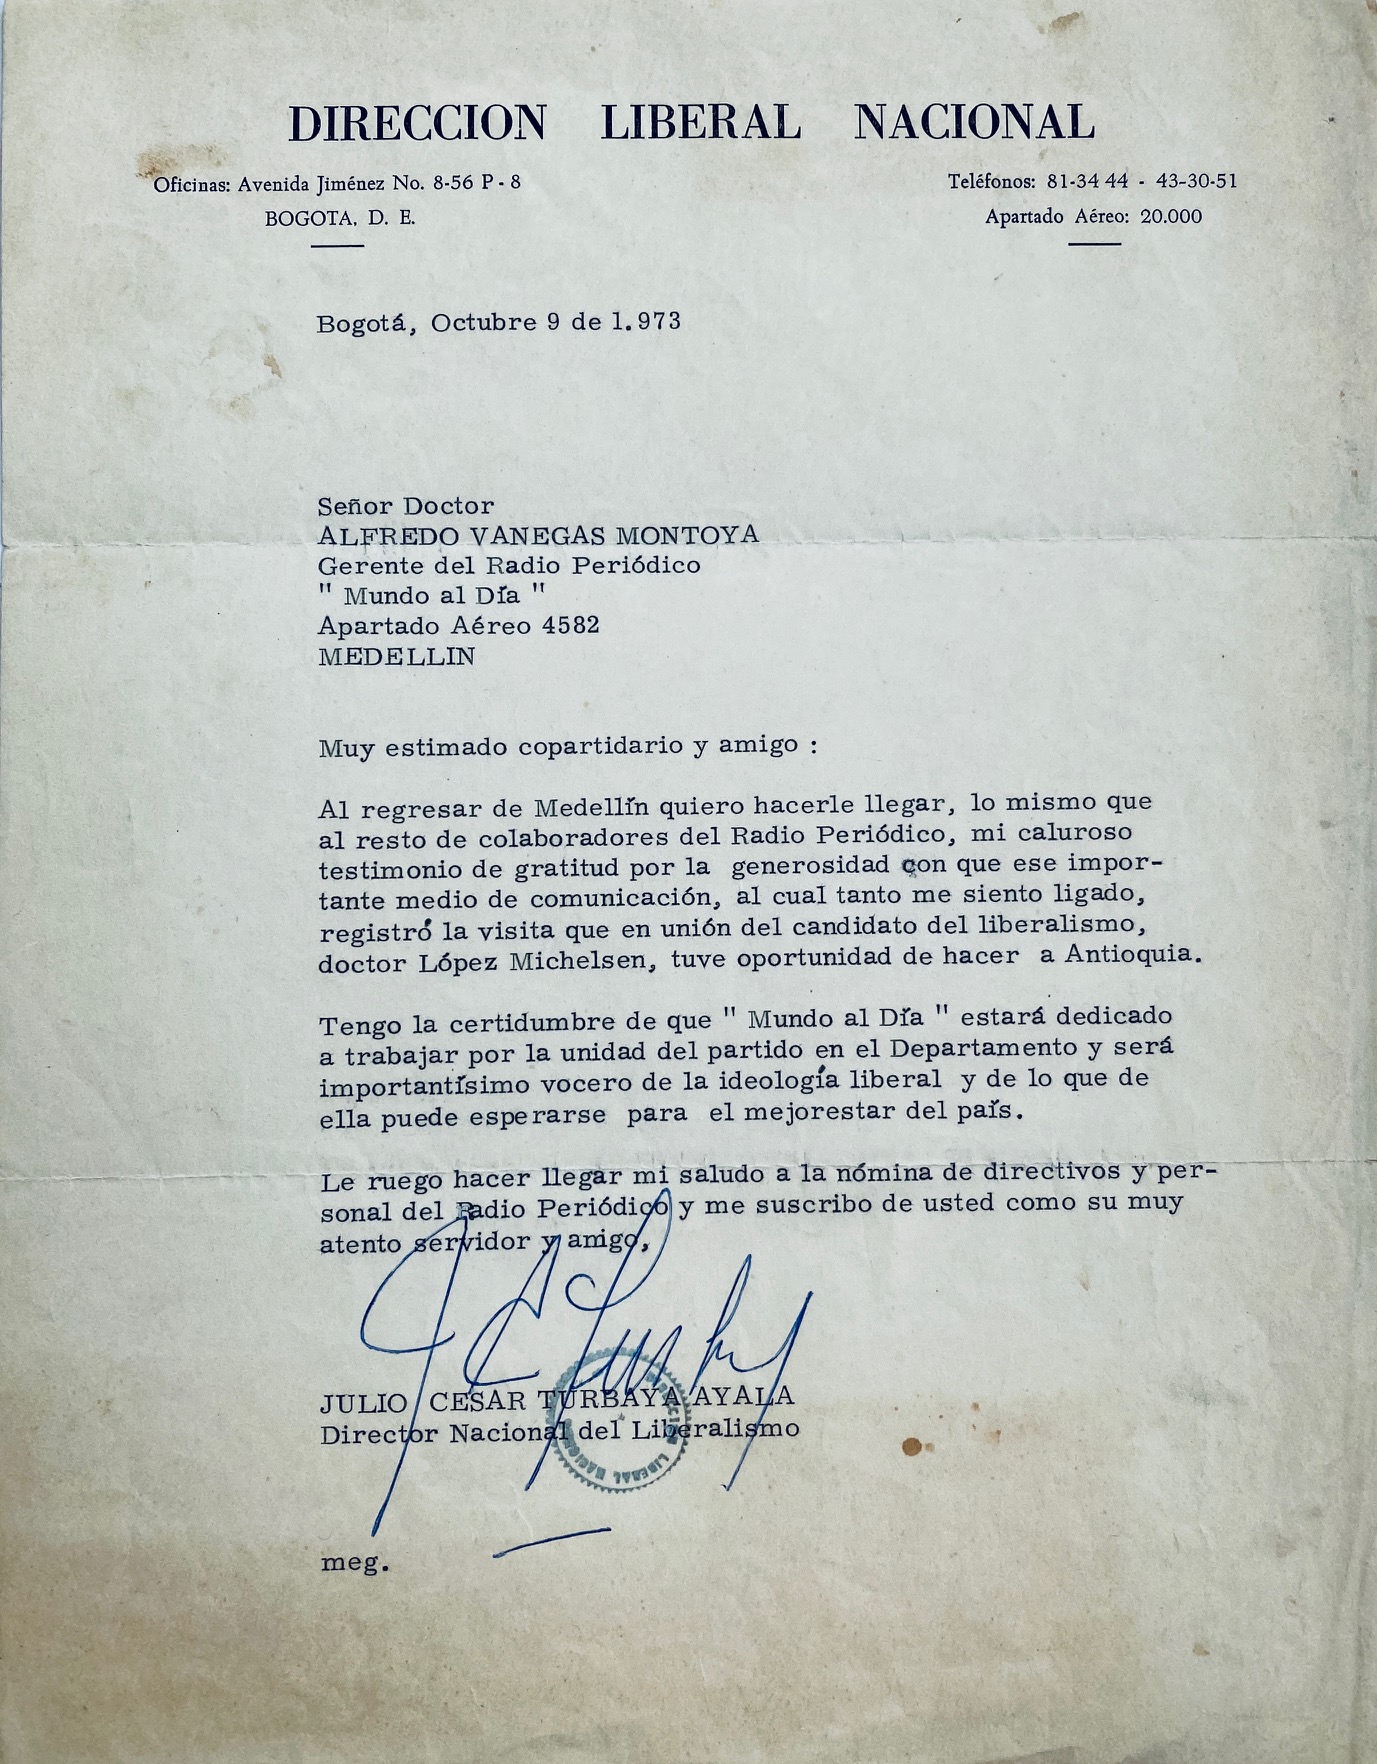 DIRECCION LIBERAL NACIONAL
Oficinas: Avenida Jiménez No. 8-56 P - 8
BOGOTA, D. E.
Teléfonos: 81-34 44 - 43-30-51
Apartado Aéreo: 20.000
Bogotá, Octubre 9 de 1.973
Señor Doctor
ALFREDO VANEGAS MONTOYA
Gerente del Radio Periódico
" Mundo al Día "
Apartado Aéreo 4582
MEDELLIN
Muy estimado copartidario y amigo :
Al regresar de Medellín quiero hacerle llegar, lo mismo que
al resto de colaboradores del Radio Periódico, mi caluroso
testimonio de gratitud por la generosidad con que ese impor-
tante medio de comunicación, al cual tanto me siento ligado,
registró la visita que en unión del candidato del liberalismo,
doctor López Michelsen, tuve oportunidad de hacer a Antioquia.
Tengo la certidumbre de que " Mundo al Día " estará dedicado
a trabajar por la unidad del partido en el Departamento y será
importantísimo vocero de la ideología liberal y de lo que de
ella puede esperarse para el mejorestar del país.
Le ruego hacer llegar mi saludo a la nómina de directivos y per-
sonal del Radio Periódico y me suscribo de usted como su muy
atento servidor y amigo,
JULIO CESAR TURBAYA AYALA
Director Nacional del Liberalismo
DIRECCION LIBERAL NACIONAL
meg.